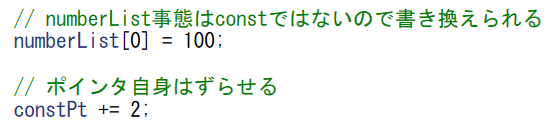 // numberList事態はconstではないので書き換えられる
numberList[0] = 100;
// ポインタ自身はずらせる
constPt += 2;